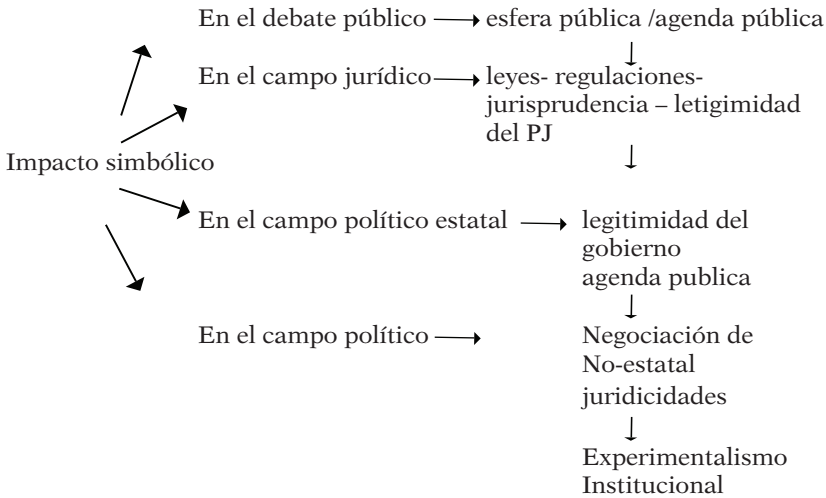 En el debate público esfera pública /agenda pública
En el campo jurídico leyes- regulaciones-
jurisprudencia – letigimidad
del PJ
Impacto simbólico
En el campo político estatal legitimidad del
gobierno
agenda publica
En el campo político Negociación de
No-estatal
juridicidades
Experimentalismo
Institucional